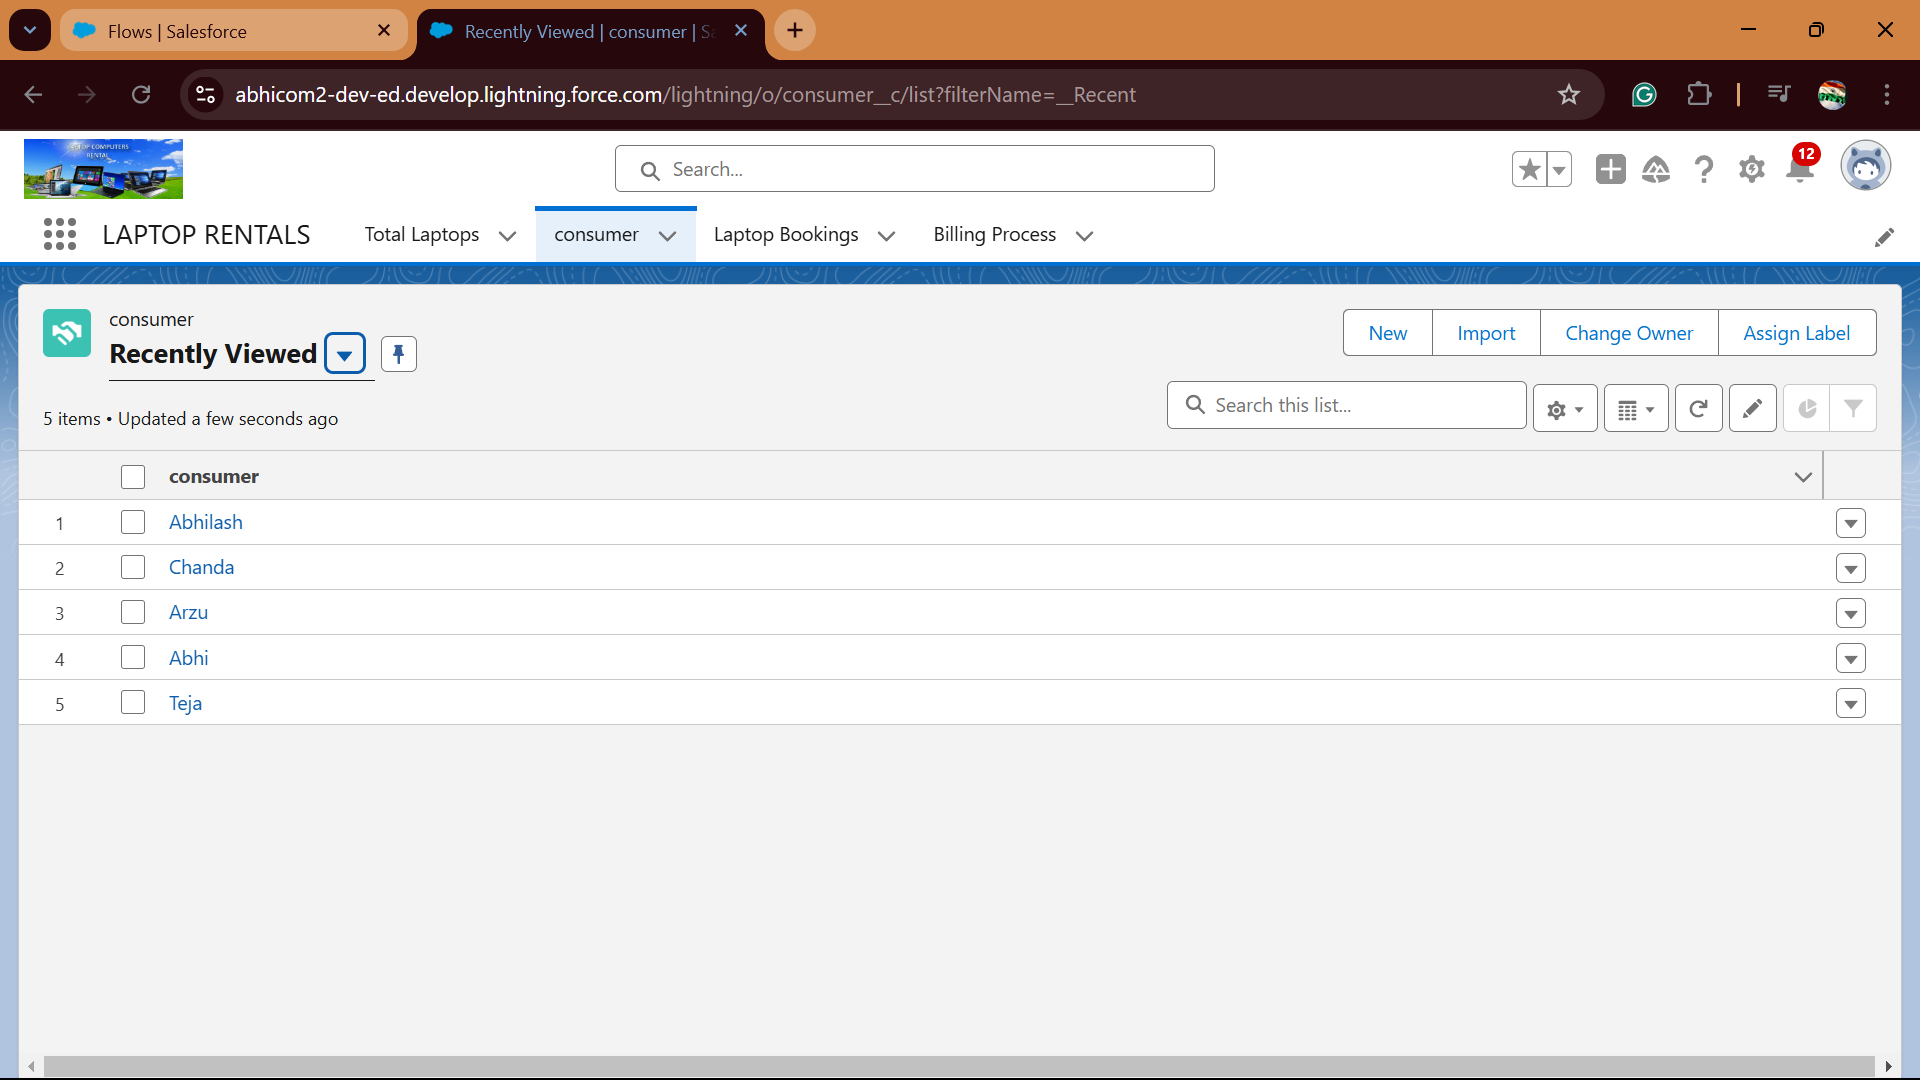 Flows | Salesforce
Recently Viewed | consumer | Sa
abhicom2-dev-ed.develop.lightning.force.com/lightning/o/consumer__c/list?filterName=__Recent
COMPUTERS
RENTAL
Search...
12
LAPTOP RENTALS
Total Laptops
consumer
Laptop Bookings
Billing Process
consumer
Recently Viewed
New
Import
Change Owner
Assign Label
5 items • Updated a few seconds ago
Search this list...
consumer
1 Abhilash
2 Chanda
3 Arzu
4 Abhi
5 Teja